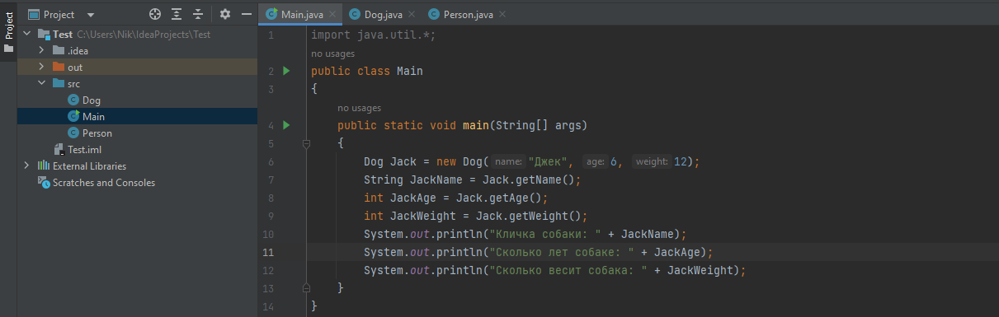 Project
Project
Test C:\Users\Nik\IdeaProjects\Test
.idea
out
src
Dog
Main
Person
Test.iml
External Libraries
Scratches and Consoles
Main.java
Dog.java
Person.java
1 import java.util.*;
no usages
2 public class Main
3 {
no usages
4 public static void main(String[] args)
5 {
6 Dog Jack = new Dog( name: "Джек", age: 6, weight: 12);
7 String JackName = Jack.getName();
8 int JackAge = Jack.getAge();
9 int JackWeight = Jack.getWeight();
10 System.out.println("Кличка собаки: " + JackName);
11 System.out.println("Сколько лет собаке: " + JackAge);
12 System.out.println("Сколько весит собака: " + JackWeight);
13 }
14 }